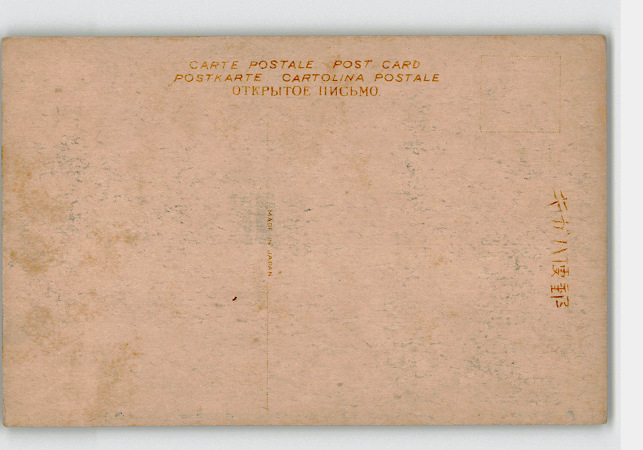 CARTE POSTALE POST CARD
POSTKARTE CARTOLINA POSTALE
ОТКРЫТОЕ ПИСЬМО.
MADE IN JAPAN